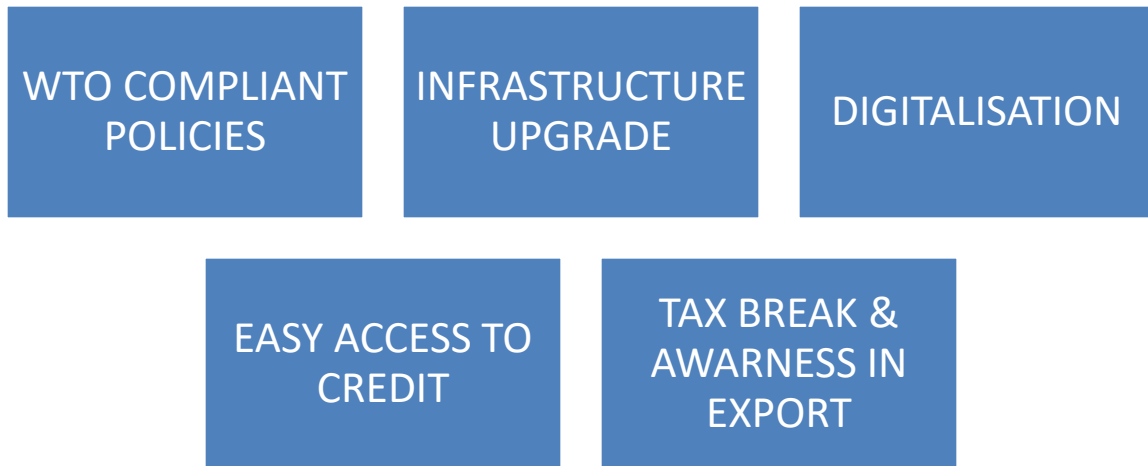 WTO COMPLIANT
POLICIES
INFRASTRUCTURE
UPGRADE
DIGITALISATION
EASY ACCESS TO
CREDIT
TAX BREAK &
AWARNESS IN
EXPORT